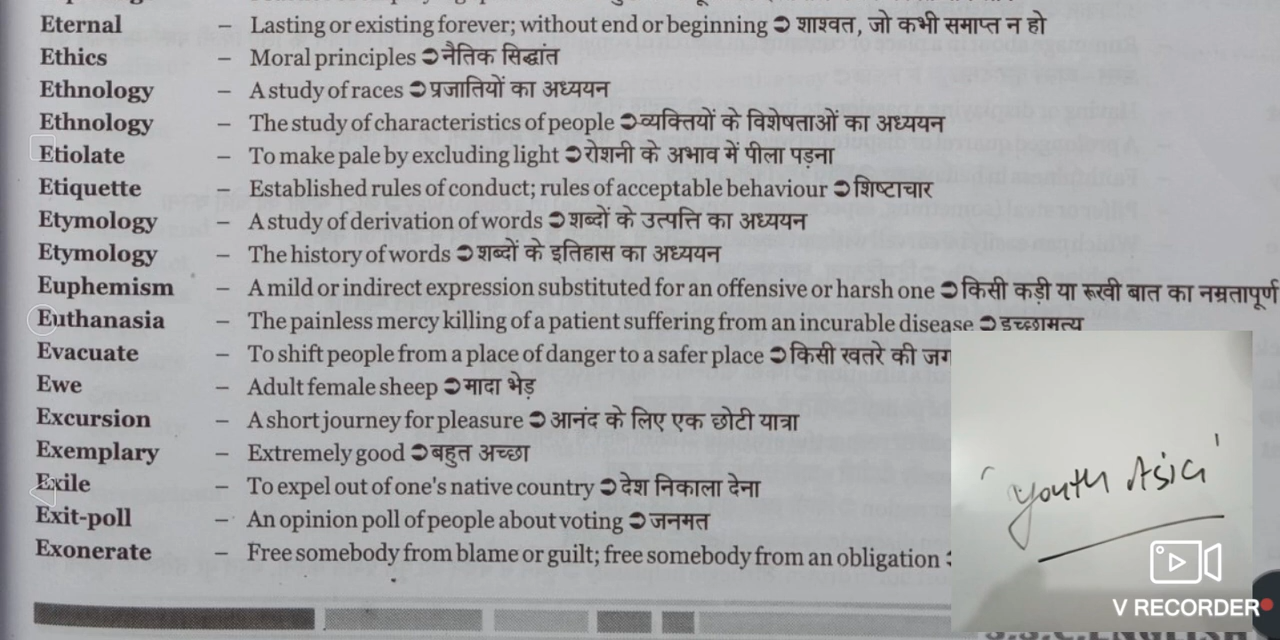 Eternal – Lasting or existing forever; without end or beginning ➲ शाश्वत, जो कभी समाप्त न हो
Ethics – Moral principles ➲ नैतिक सिद्धांत
Ethnology – A study of races ➲ प्रजातियों का अध्ययन
Ethnology – The study of characteristics of people ➲ व्यक्तियों के विशेषताओं का अध्ययन
Etiolate – To make pale by excluding light ➲ रोशनी के अभाव में पीला पड़ना
Etiquette – Established rules of conduct; rules of acceptable behaviour ➲ शिष्टाचार
Etymology – A study of derivation of words ➲ शब्दों के उत्पत्ति का अध्ययन
Etymology – The history of words ➲ शब्दों के इतिहास का अध्ययन
Euphemism – A mild or indirect expression substituted for an offensive or harsh one ➲ किसी कड़ी या रूखी बात का नम्रतापूर्ण
Euthanasia – The painless mercy killing of a patient suffering from an incurable disease ➲ इच्छामृत्यु
Evacuate – To shift people from a place of danger to a safer place ➲ किसी खतरे की जग
Ewe – Adult female sheep ➲ मादा भेड़
Excursion – A short journey for pleasure ➲ आनंद के लिए एक छोटी यात्रा
Exemplary – Extremely good ➲ बहुत अच्छा
Exile – To expel out of one's native country ➲ देश निकाला देना
Exit-poll – An opinion poll of people about voting ➲ जनमत
Exonerate – Free somebody from blame or guilt; free somebody from an obligation
'Youth Asia'
V RECORDER